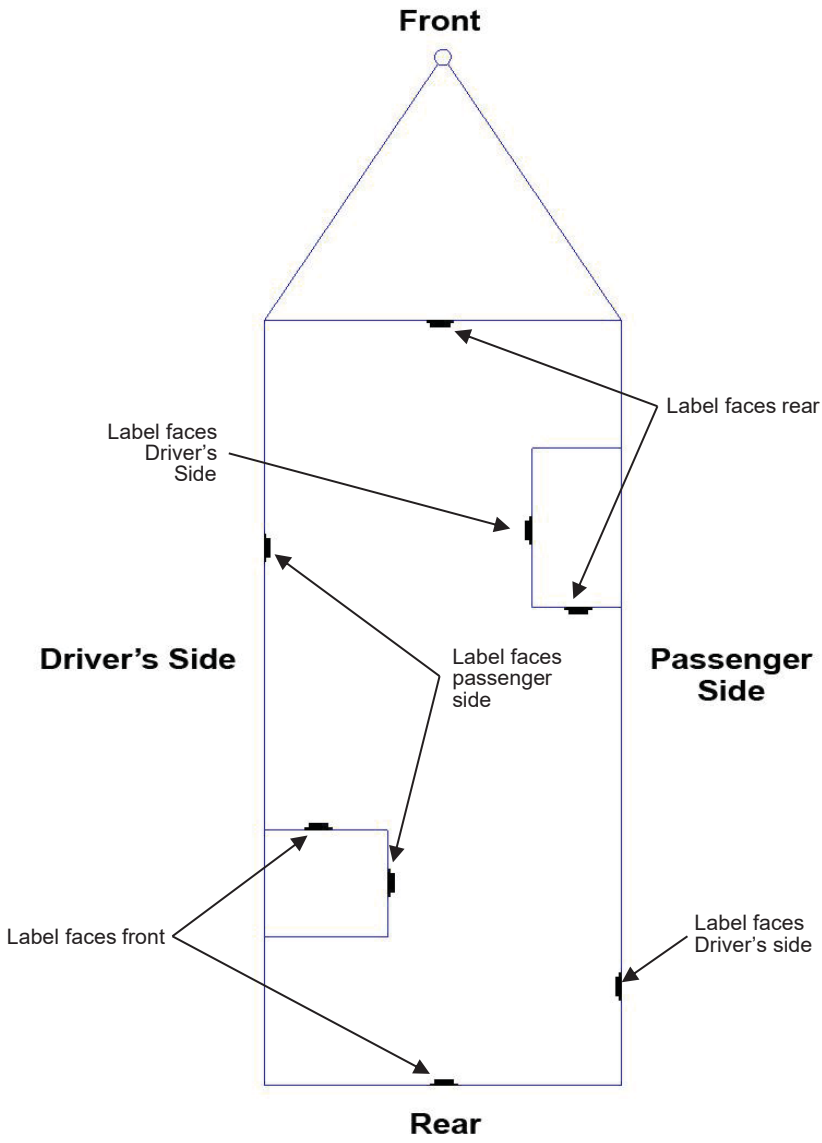 Front
Label faces rear
Label faces
Driver’s
Side
Driver’s Side
Label faces
passenger
side
Passenger
Side
Label faces front
Label faces
Driver’s side
Rear